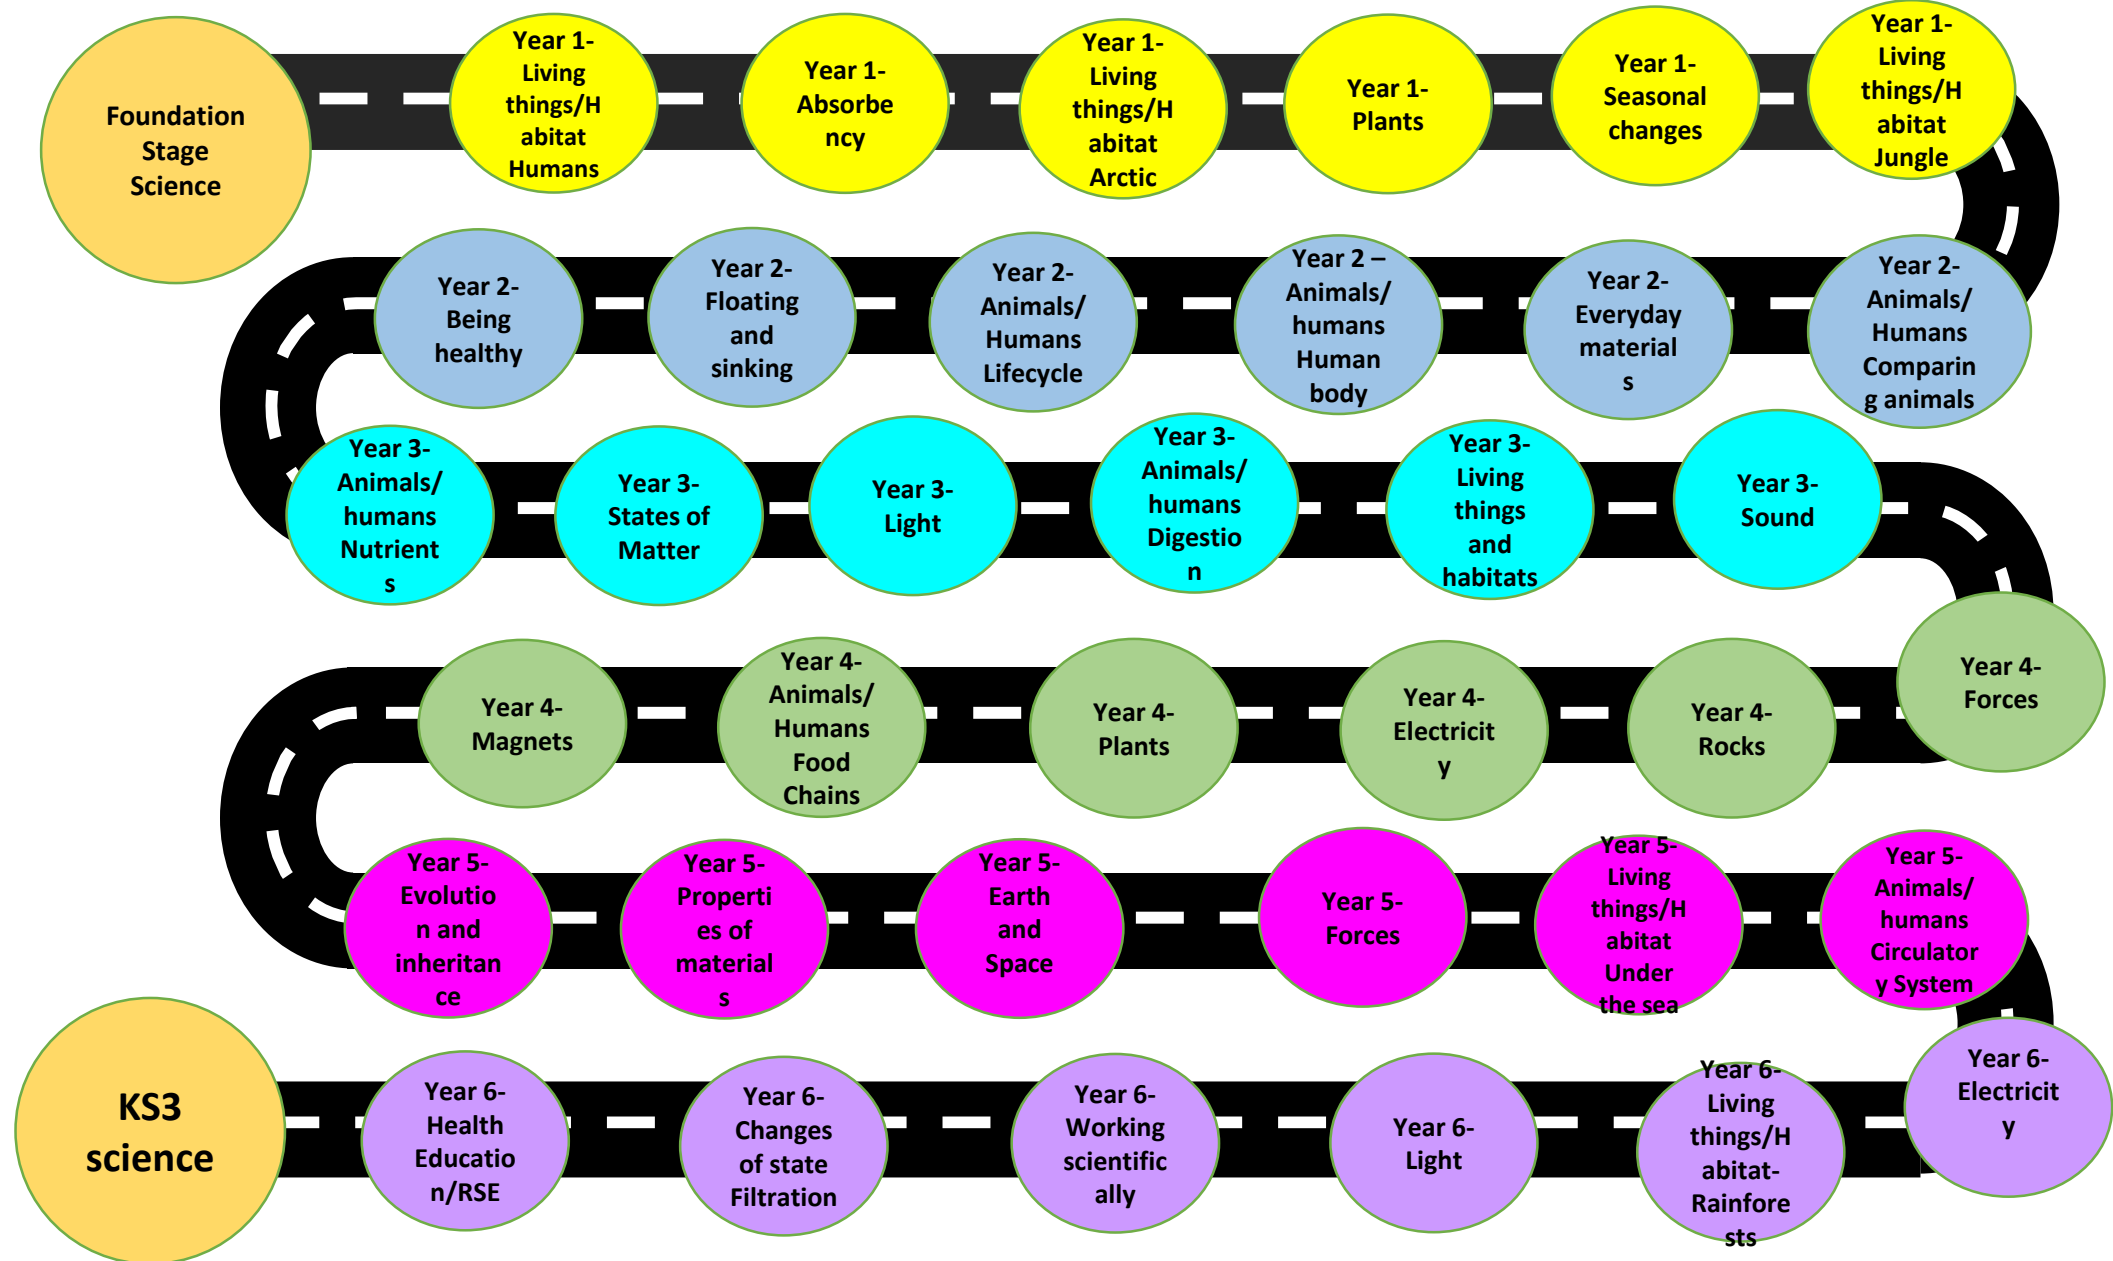 Foundation
Stage
Science
Year 1-
Living
things/H
abitat
Humans
Year 1-
Absorbe
ncy
Year 1-
Living
things/H
abitat
Arctic
Year 1-
Plants
Year 1-
Seasonal
changes
Year 1-
Living
things/H
abitat
Jungle
Year 2-
Being
healthy
Year 2-
Floating
and
sinking
Year 2-
Animals/
Humans
Lifecycle
Year 2 –
Animals/
humans
Human
body
Year 2-
Everyday
material
s
Year 2-
Animals/
Humans
Comparin
g animals
Year 3-
Animals/
humans
Nutrient
s
Year 3-
States of
Matter
Year 3-
Light
Year 3-
Animals/
humans
Digestio
n
Year 3-
Living
things
and
habitats
Year 3-
Sound
Year 4-
Magnets
Year 4-
Animals/
Humans
Food
Chains
Year 4-
Plants
Year 4-
Electricit
y
Year 4-
Rocks
Year 4-
Forces
Year 5-
Evolutio
n and
inheritan
ce
Year 5-
Properti
es of
material
s
Year 5-
Earth
and
Space
Year 5-
Forces
Year 5-
Living
things/H
abitat
Under
the sea
Year 5-
Animals/
humans
Circulator
y System
KS3
science
Year 6-
Health
Educatio
n/RSE
Year 6-
Changes
of state
Filtration
Year 6-
Working
scientific
ally
Year 6-
Light
Year 6-
Living
things/H
abitat-
Rainfore
sts
Year 6-
Electricit
y